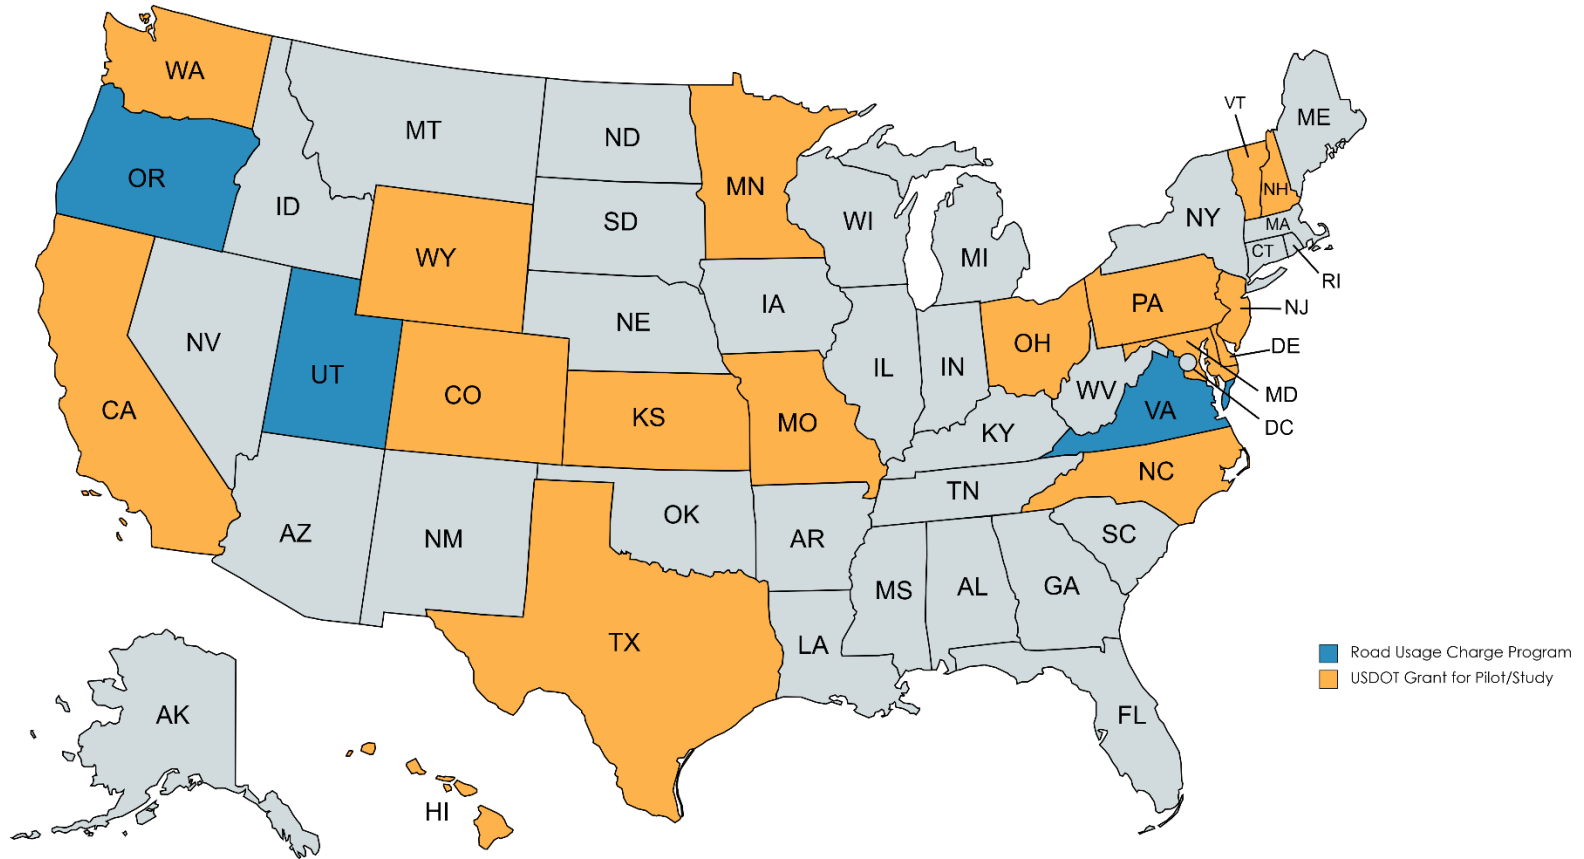 WA
OR
CA
NV
ID
MT
WY
UT
CO
AZ
NM
ND
SD
NE
KS
OK
TX
MN
IA
MO
AR
LA
WI
IL
MI
IN
OH
KY
TN
MS
AL
GA
FL
SC
NC
VA
WV
PA
NY
VT
NH
ME
MA
CT
RI
NJ
DE
MD
DC
AK
HI
Road Usage Charge Program
USDOT Grant for Pilot/Study